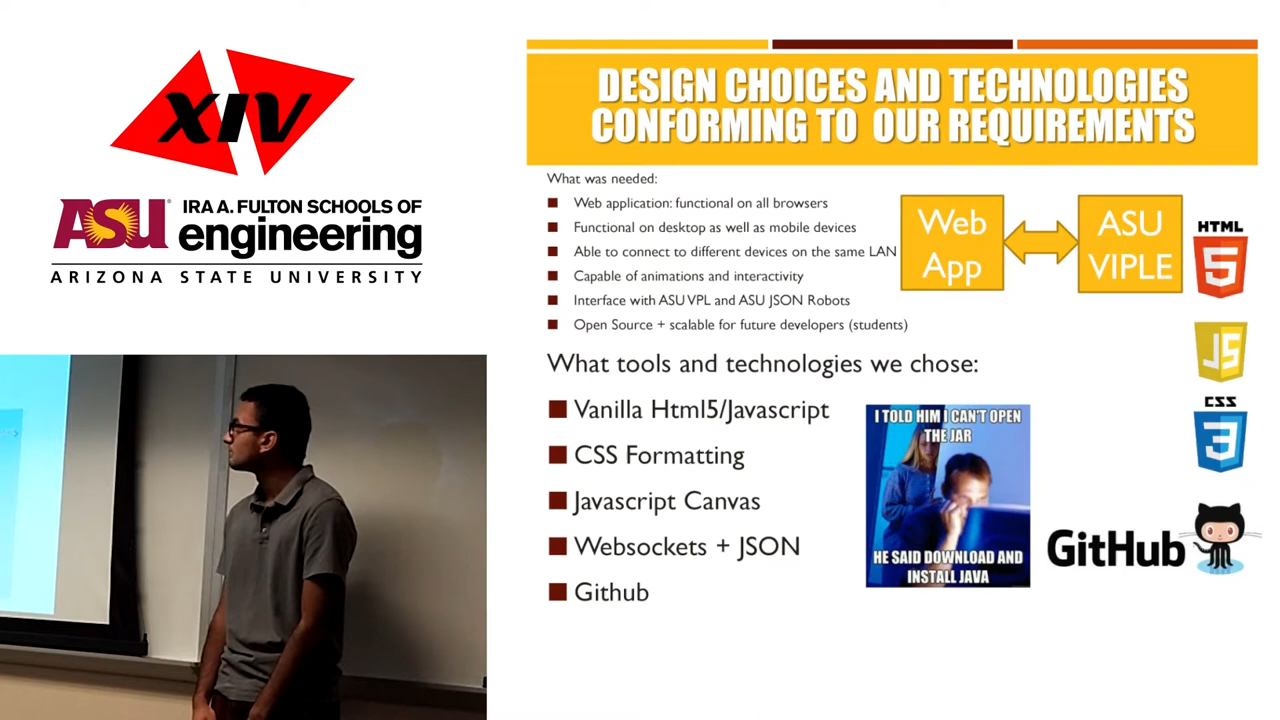 XIV
ASU IRA A. FULTON SCHOOLS OF
engineering
ARIZONA STATE UNIVERSITY
DESIGN CHOICES AND TECHNOLOGIES
CONFORMING TO OUR REQUIREMENTS
What was needed:
Web application: functional on all browsers
Functional on desktop as well as mobile devices
Able to connect to different devices on the same LAN
Capable of animations and interactivity
Interface with ASU VPL and ASU JSON Robots
Open Source + scalable for future developers (students)
Web
App
ASU
VIPLE
HTML
5
JS
CSS
3
What tools and technologies we chose:
Vanilla Html5/Javascript
CSS Formatting
Javascript Canvas
Websockets + JSON
Github
I TOLD HIM I CAN'T OPEN
THE JAR
HE SAID DOWNLOAD AND
INSTALL JAVA
GitHub